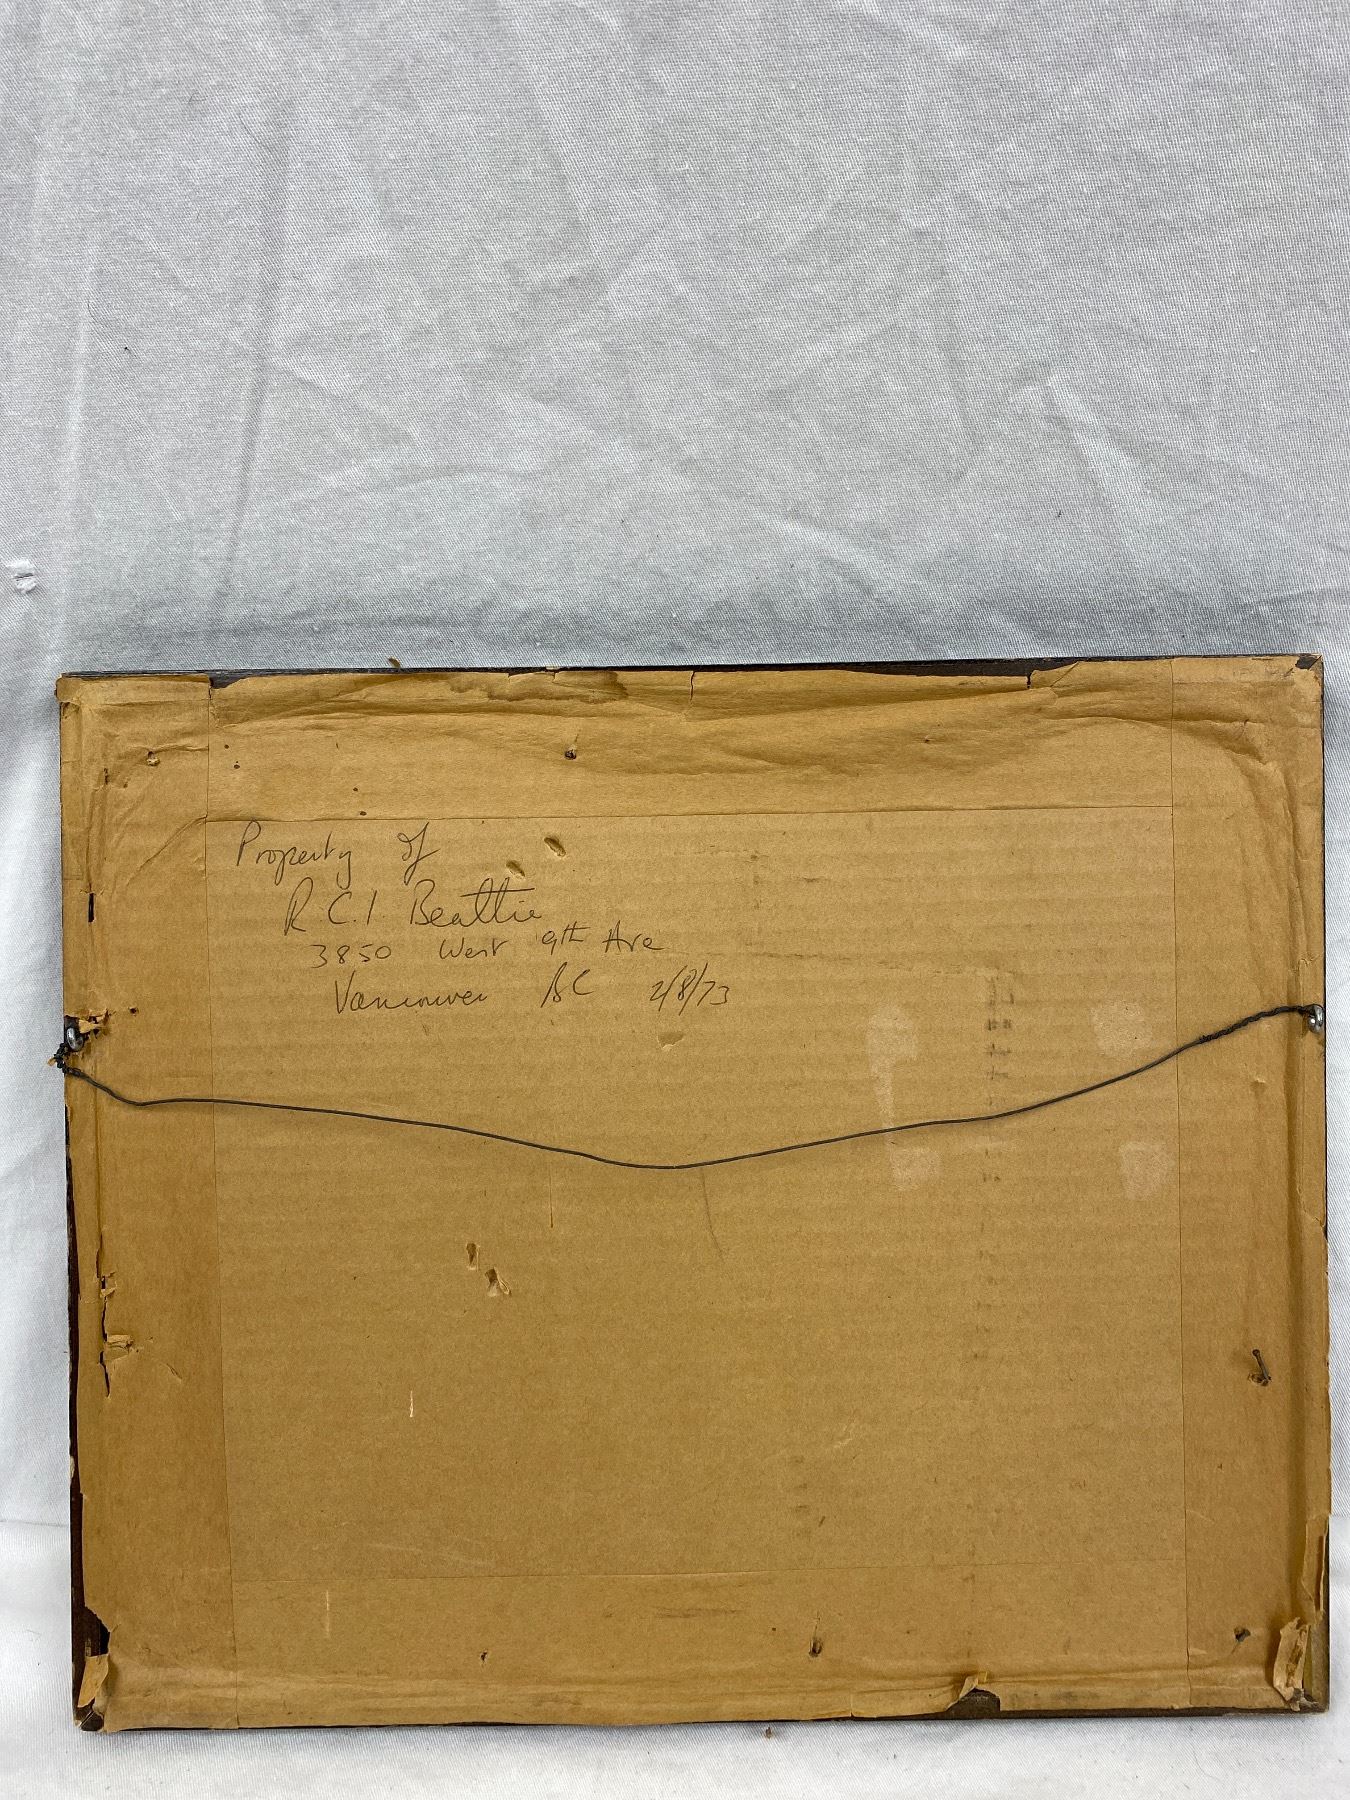 Property of
R.C.I. Beattie
3850 West 9th Ave
Vancouver BC 2/8/73